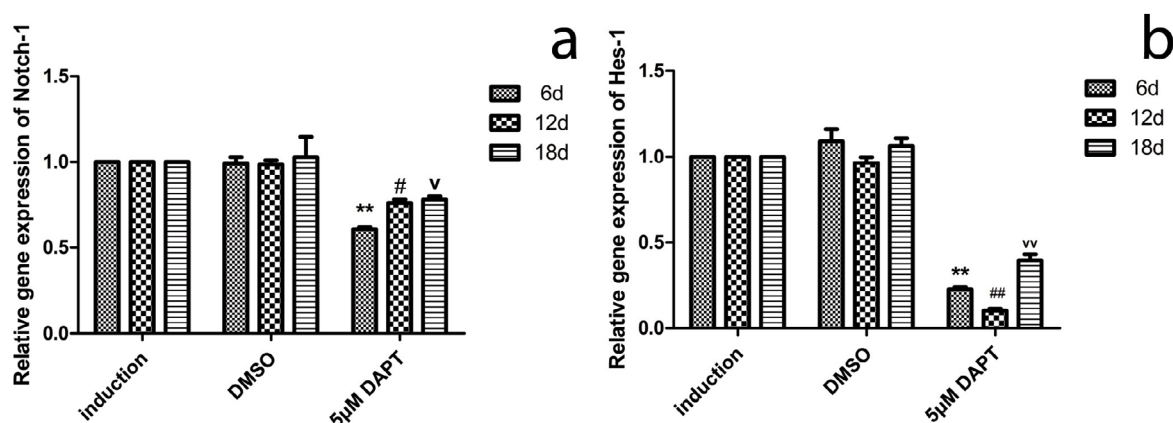 a
Relative gene expression of Notch-1
1.5
1.0
0.5
0.0
6d
12d
18d
**
#
v
induction
DMSO
5µM DAPT
b
Relative gene expression of Hes-1
1.5
1.0
0.5
0.0
6d
12d
18d
**
##
vv
induction
DMSO
5µM DAPT